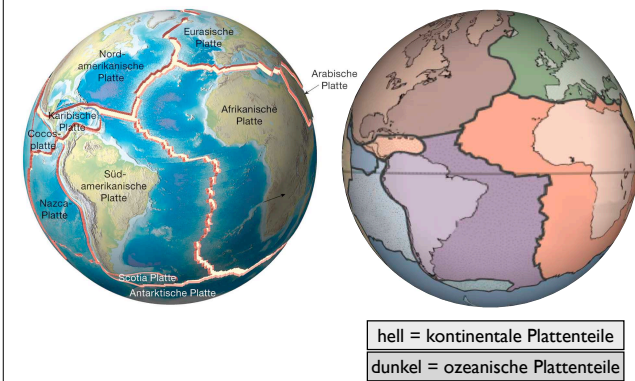 Nord-
amerikanische
Platte
Eurasische
Platte
Arabische
Platte
Karibische
Platte
Afrikanische
Platte
Cocos-
platte
Süd-
amerikanische
Platte
Nazca-
Platte
Scotia Platte
Antarktische Platte
hell = kontinentale Plattenteile
dunkel = ozeanische Plattenteile